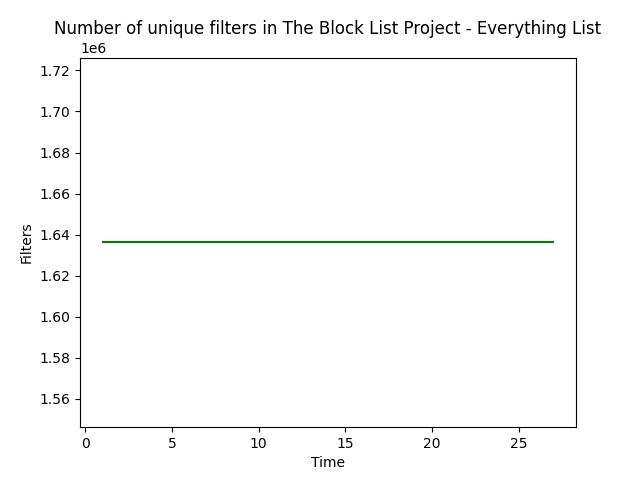 Number of unique filters in The Block List Project - Everything List
1e6
1.72
1.70
1.68
1.66
1.64
1.62
1.60
1.58
1.56
Filters
0 5 10 15 20 25
Time